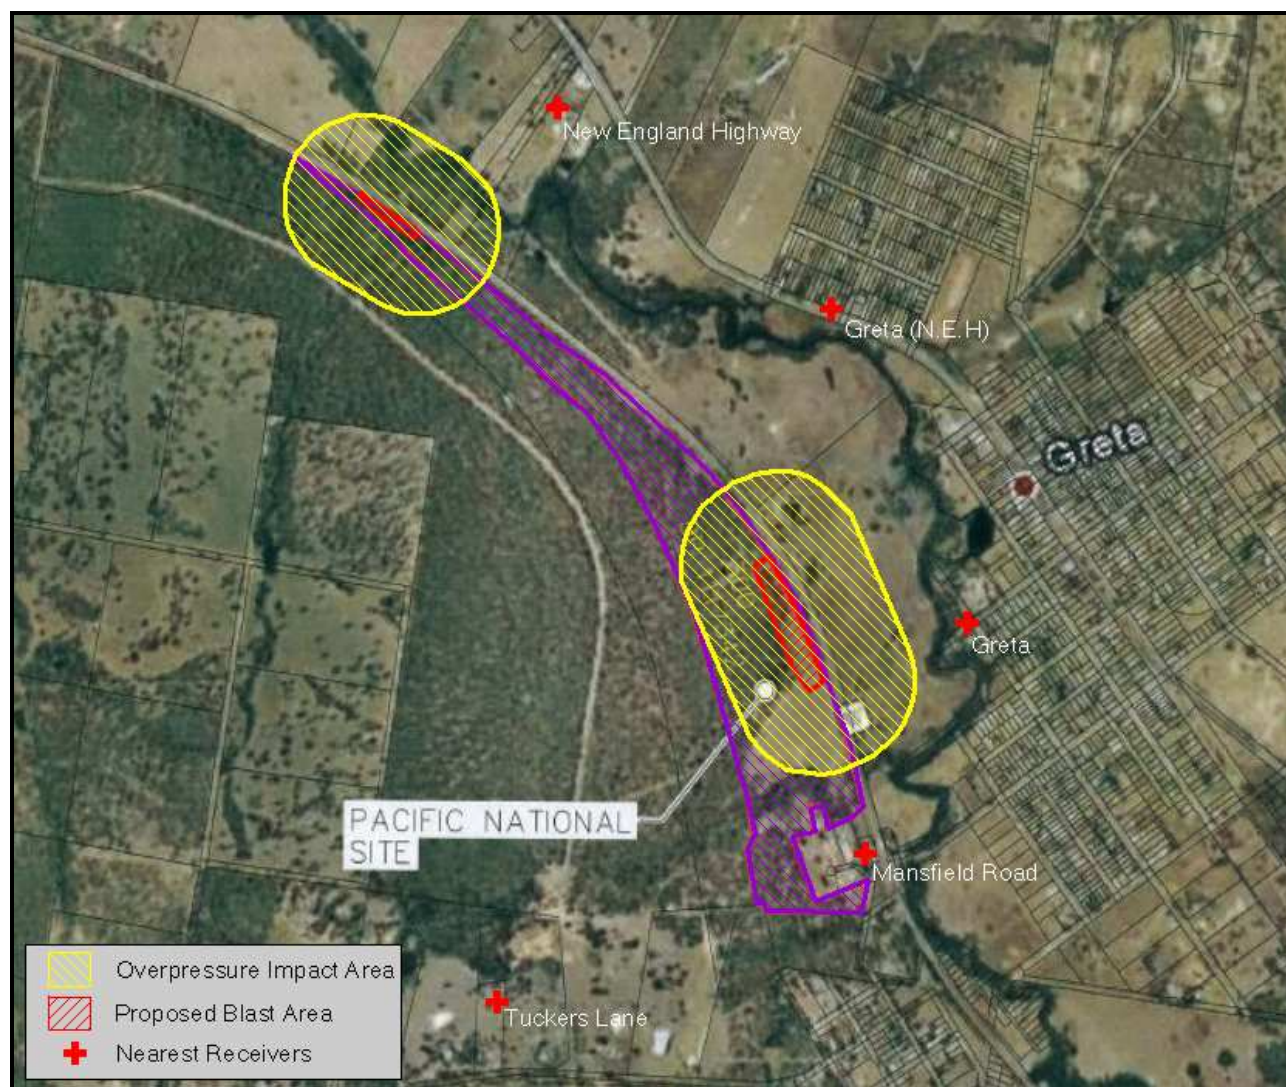 New England Highway
Greta (N.E.H)
Greta
Greta
PACIFIC NATIONAL
SITE
Mansfield Road
Tuckers Lane
Overpressure Impact Area
Proposed Blast Area
Nearest Receivers